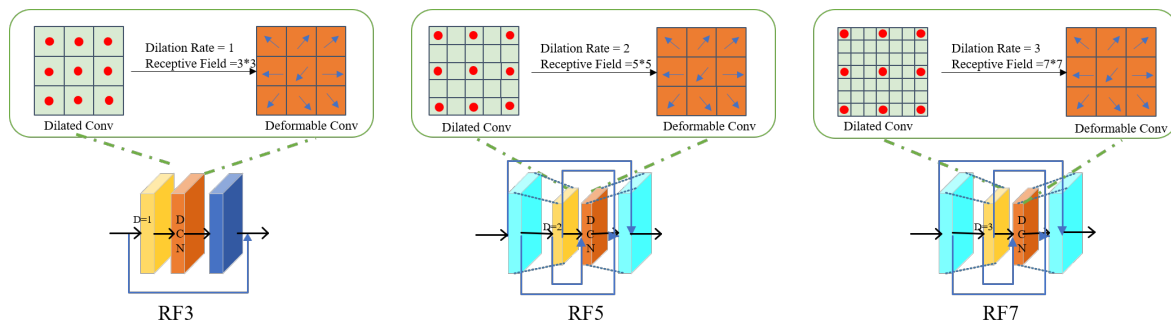 Dilation Rate = 1
Receptive Field =3*3
Dilated Conv
Deformable Conv
D=1
D
C
N
RF3
Dilation Rate = 2
Receptive Field =5*5
Dilated Conv
Deformable Conv
D=2
D
C
N
RF5
Dilation Rate = 3
Receptive Field =7*7
Dilated Conv
Deformable Conv
D=3
D
C
N
RF7